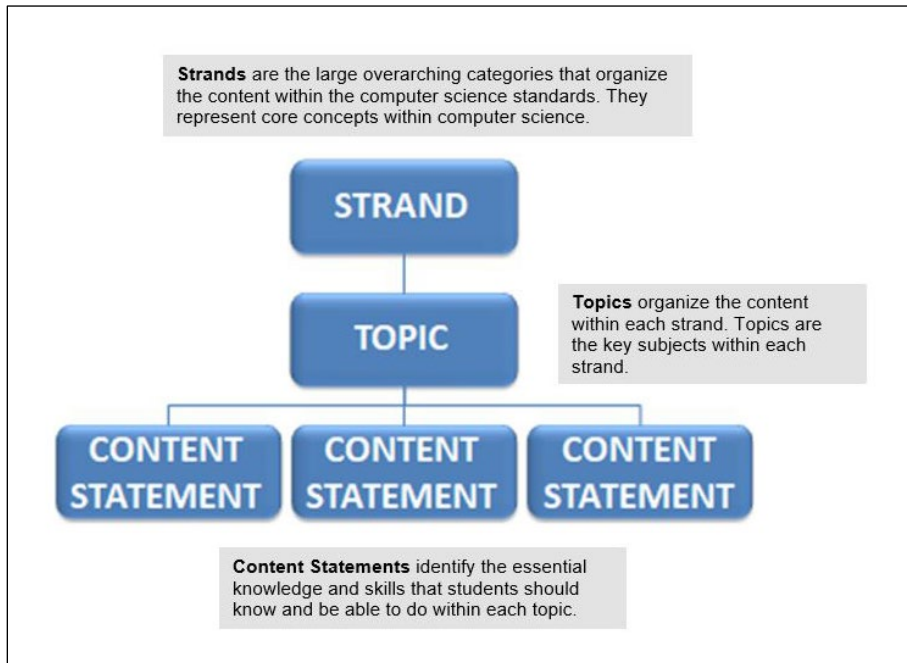 Strands are the large overarching categories that organize
the content within the computer science standards. They
represent core concepts within computer science.
STRAND
TOPIC
Topics organize the content
within each strand. Topics are
the key subjects within each
strand.
CONTENT
STATEMENT
CONTENT
STATEMENT
CONTENT
STATEMENT
Content Statements identify the essential
knowledge and skills that students should
know and be able to do within each topic.